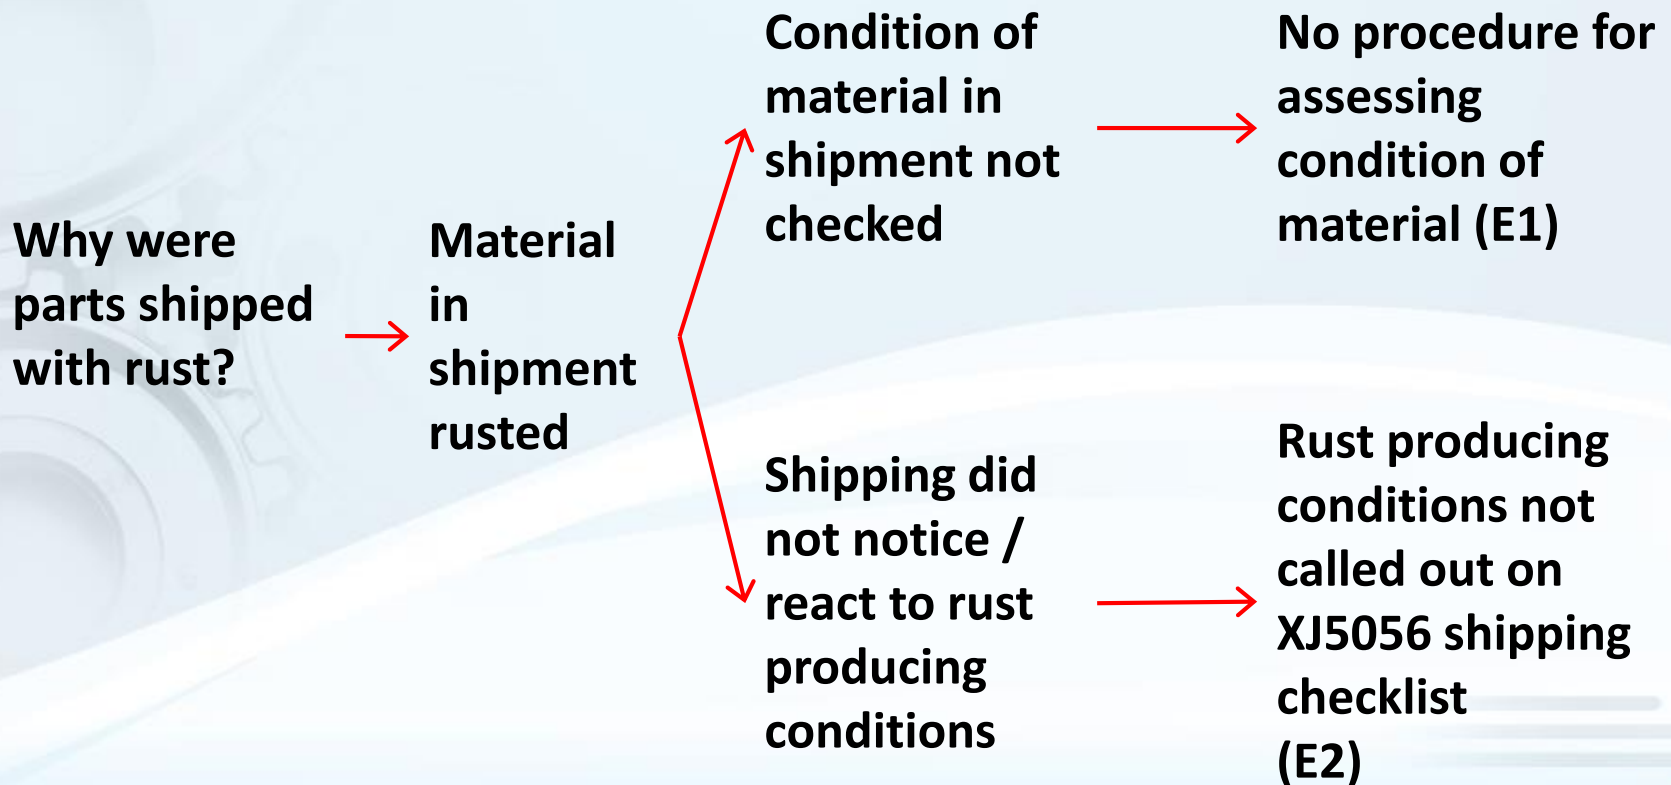 Why were
parts shipped
with rust?
Material
in
shipment
rusted
Condition of
material in
shipment not
checked
No procedure for
assessing
condition of
material (E1)
Shipping did
not notice /
react to rust
producing
conditions
Rust producing
conditions not
called out on
XJ5056 shipping
checklist
(E2)